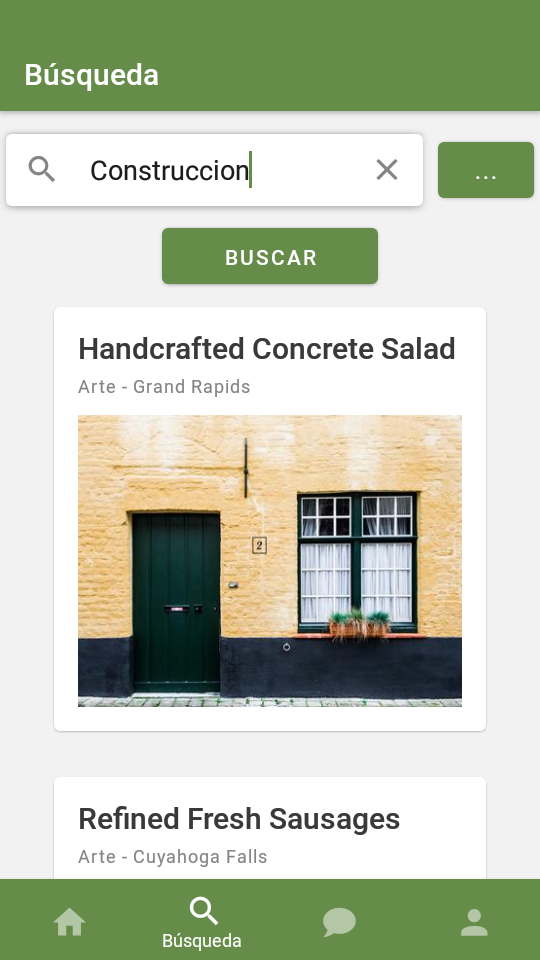 Búsqueda
Construccion
...
BUSCAR
Handcrafted Concrete Salad
Arte - Grand Rapids
2
Refined Fresh Sausages
Arte - Cuyahoga Falls
Búsqueda